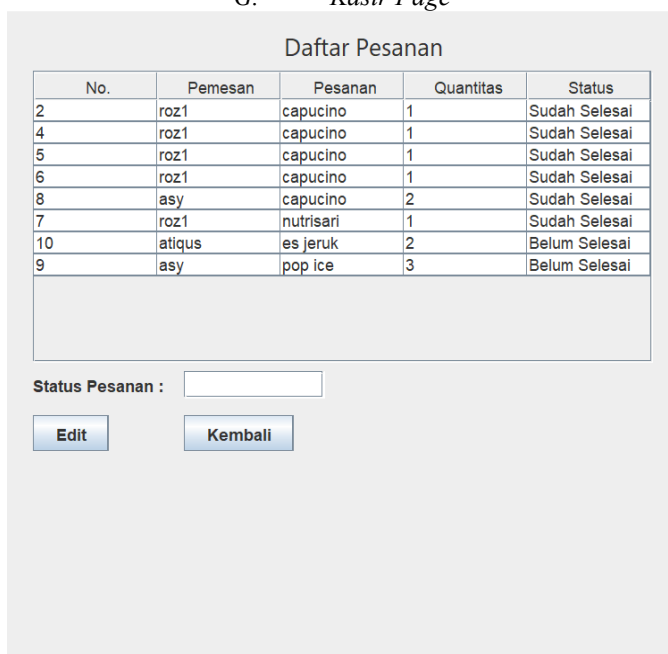 G. Kasir Page
Daftar Pesanan
No. Pemesan Pesanan Quantitas Status
2 roz1 capucino 1 Sudah Selesai
4 roz1 capucino 1 Sudah Selesai
5 roz1 capucino 1 Sudah Selesai
6 roz1 capucino 1 Sudah Selesai
8 asy capucino 2 Sudah Selesai
7 roz1 nutrisari 1 Sudah Selesai
10 atiqus es jeruk 2 Belum Selesai
9 asy pop ice 3 Belum Selesai
Status Pesanan :
Edit Kembali